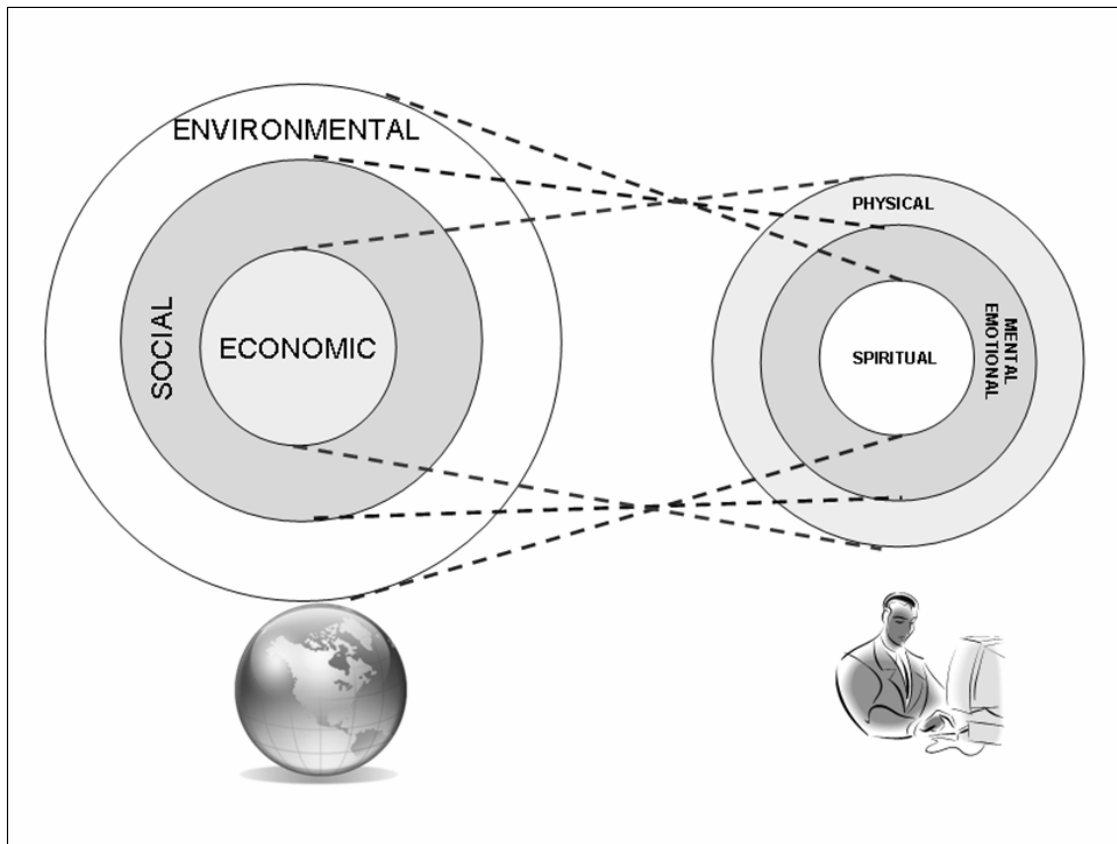 ENVIRONMENTAL
SOCIAL
ECONOMIC
PHYSICAL
MENTAL
EMOTIONAL
SPIRITUAL